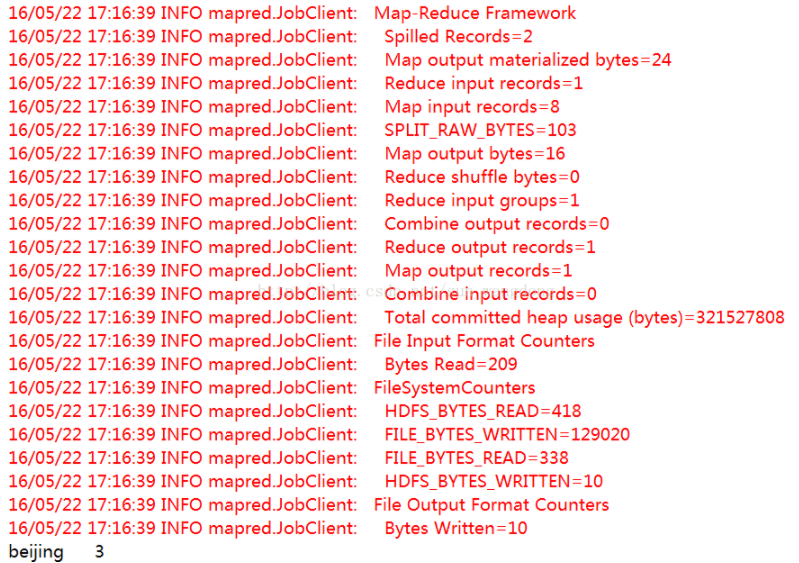 16/05/22 17:16:39 INFO mapred.JobClient: Map-Reduce Framework
16/05/22 17:16:39 INFO mapred.JobClient: Spilled Records=2
16/05/22 17:16:39 INFO mapred.JobClient: Map output materialized bytes=24
16/05/22 17:16:39 INFO mapred.JobClient: Reduce input records=1
16/05/22 17:16:39 INFO mapred.JobClient: Map input records=8
16/05/22 17:16:39 INFO mapred.JobClient: SPLIT_RAW_BYTES=103
16/05/22 17:16:39 INFO mapred.JobClient: Map output bytes=16
16/05/22 17:16:39 INFO mapred.JobClient: Reduce shuffle bytes=0
16/05/22 17:16:39 INFO mapred.JobClient: Reduce input groups=1
16/05/22 17:16:39 INFO mapred.JobClient: Combine output records=0
16/05/22 17:16:39 INFO mapred.JobClient: Reduce output records=1
16/05/22 17:16:39 INFO mapred.JobClient: Map output records=1
16/05/22 17:16:39 INFO mapred.JobClient: Combine input records=0
16/05/22 17:16:39 INFO mapred.JobClient: Total committed heap usage (bytes)=321527808
16/05/22 17:16:39 INFO mapred.JobClient: File Input Format Counters
16/05/22 17:16:39 INFO mapred.JobClient: Bytes Read=209
16/05/22 17:16:39 INFO mapred.JobClient: FileSystemCounters
16/05/22 17:16:39 INFO mapred.JobClient: HDFS_BYTES_READ=418
16/05/22 17:16:39 INFO mapred.JobClient: FILE_BYTES_WRITTEN=129020
16/05/22 17:16:39 INFO mapred.JobClient: FILE_BYTES_READ=338
16/05/22 17:16:39 INFO mapred.JobClient: HDFS_BYTES_WRITTEN=10
16/05/22 17:16:39 INFO mapred.JobClient: File Output Format Counters
16/05/22 17:16:39 INFO mapred.JobClient: Bytes Written=10
beijing 3